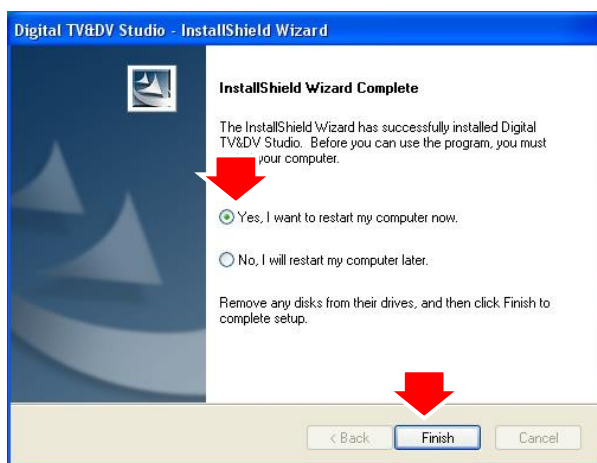 Digital TV&DV Studio - InstallShield Wizard
InstallShield Wizard Complete
The InstallShield Wizard has successfully installed Digital
TV&DV Studio. Before you can use the program, you must
your computer.
Yes, I want to restart my computer now.
No, I will restart my computer later.
Remove any disks from their drives, and then click Finish to
complete setup.
< Back
Finish
Cancel